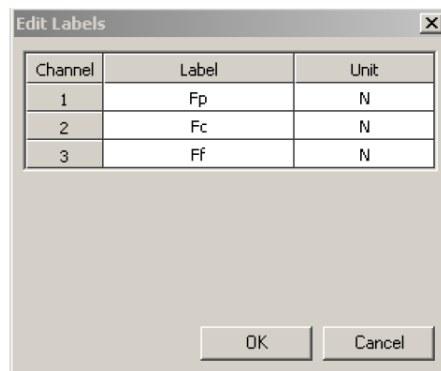 Edit Labels
Channel Label Unit
1 Fp N
2 Fc N
3 Ff N
OK Cancel